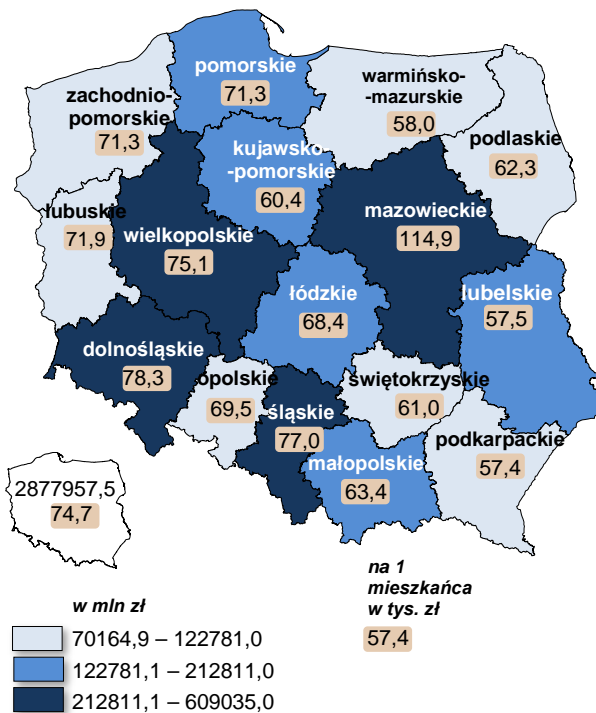 pomorskie
71,3
warmińsko-
-mazurskie
58,0
zachodnio-
pomorskie
71,3
podlaskie
62,3
kujawsko-
-pomorskie
60,4
lubuskie
71,9
wielkopolskie
75,1
mazowieckie
114,9
łódzkie
68,4
lubelskie
57,5
dolnośląskie
78,3
opolskie
69,5
śląskie
77,0
świętokrzyskie
61,0
podkarpackie
57,4
małopolskie
63,4
2877957,5
74,7
na 1
mieszkańca
w tys. zł
57,4
w mln zł
70164,9 – 122781,0
122781,1 – 212811,0
212811,1 – 609035,0